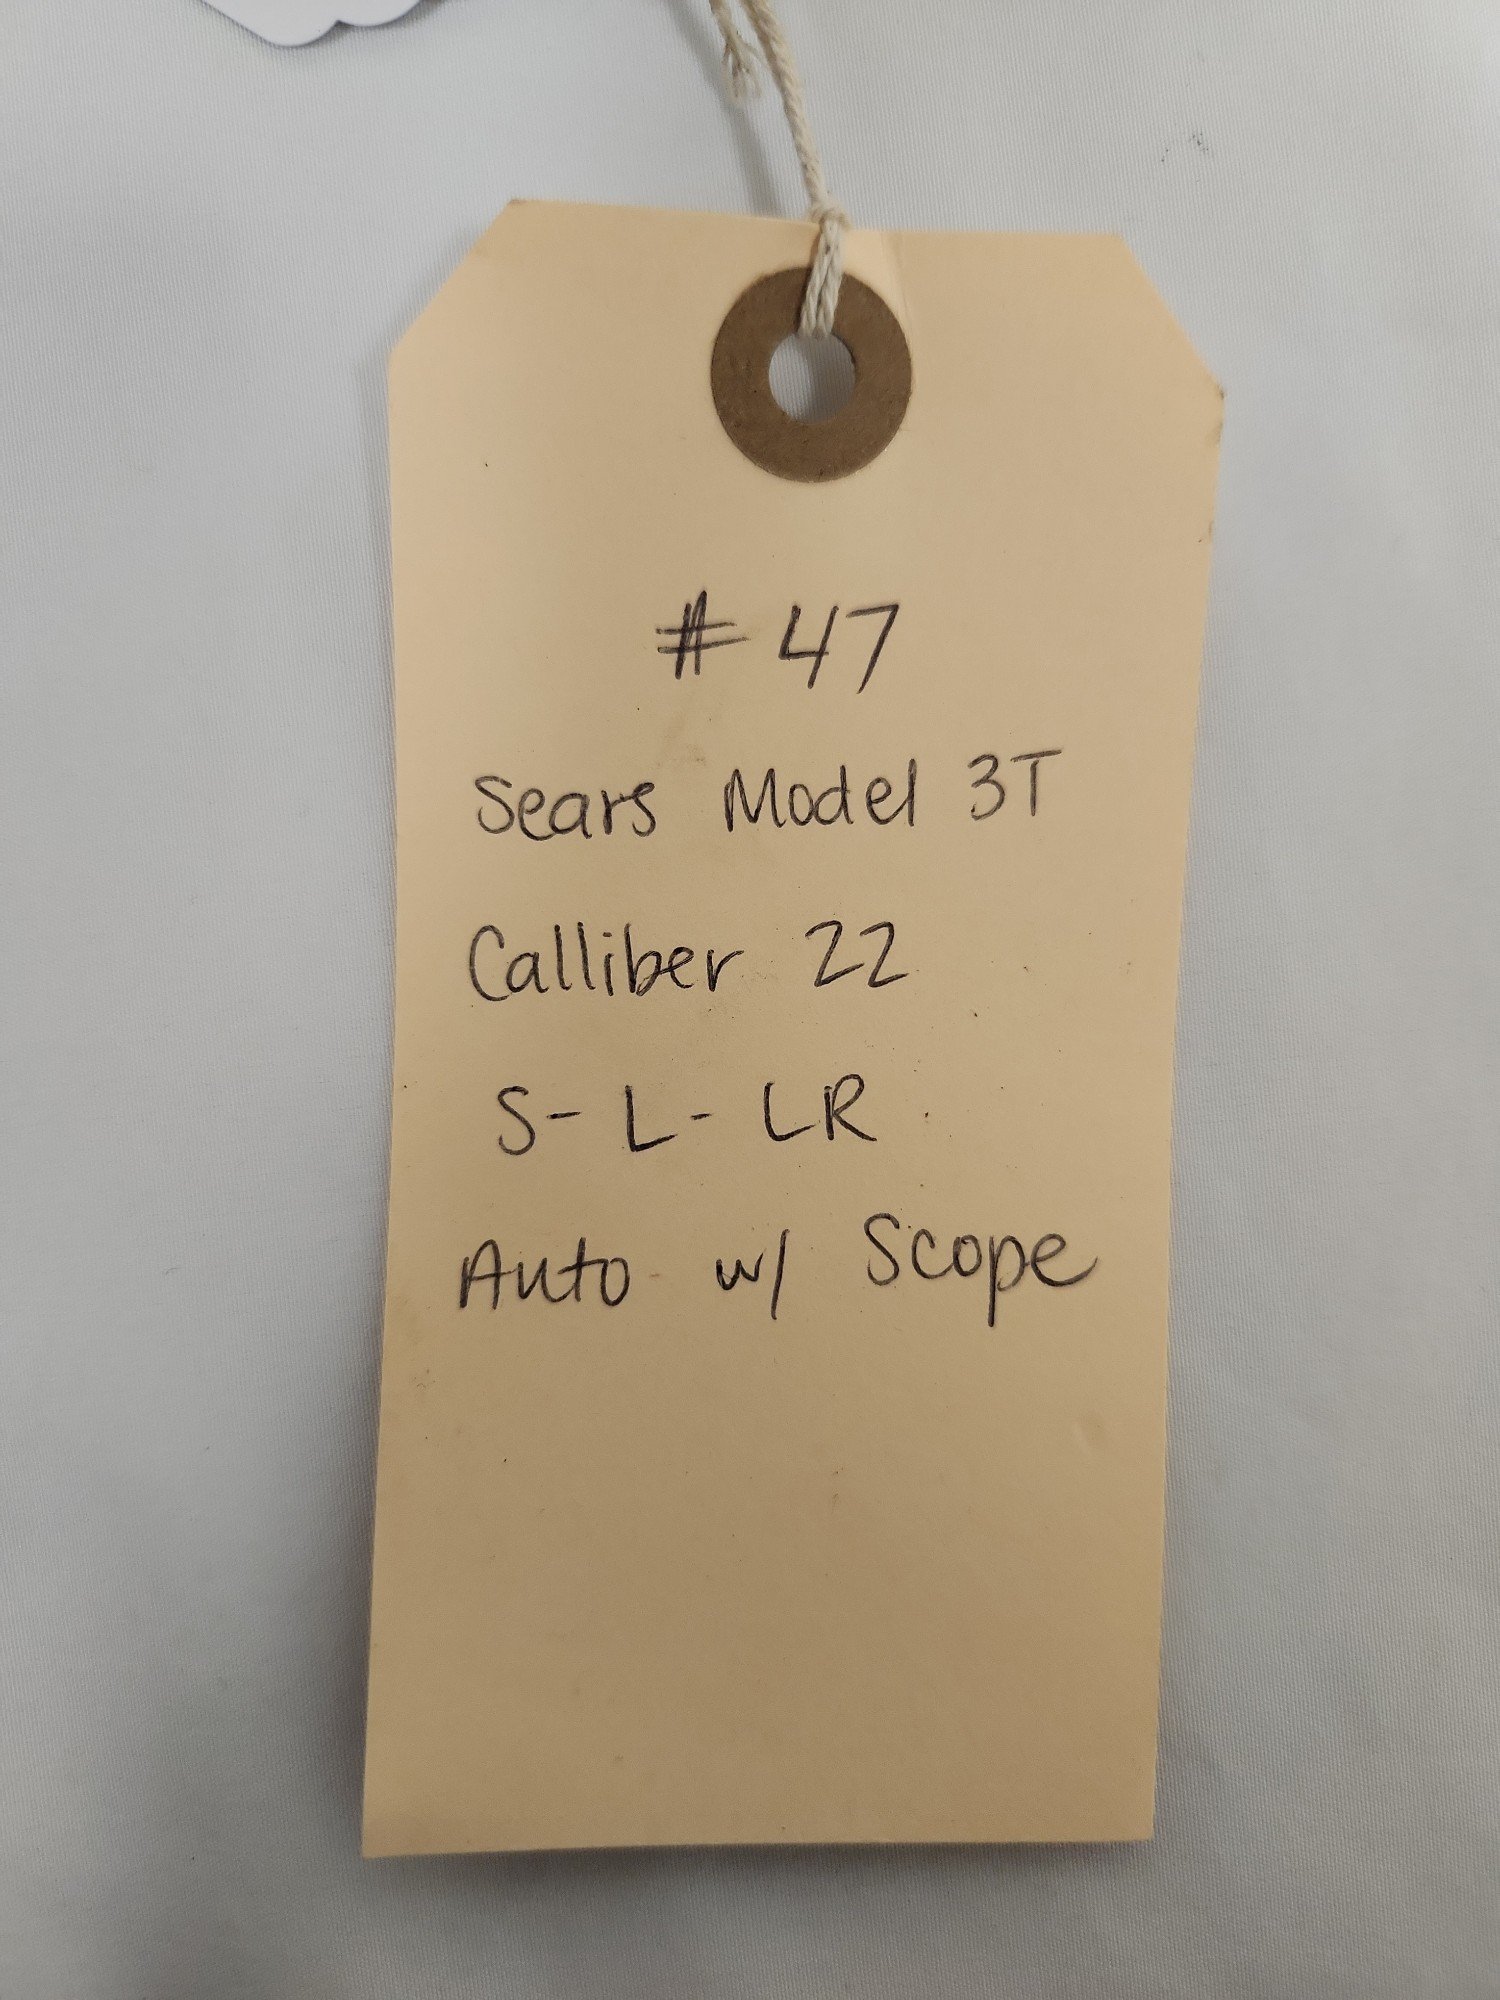 # 47
Sears Model 3T
Calliber 22
S- L- LR
Auto w/ Scope